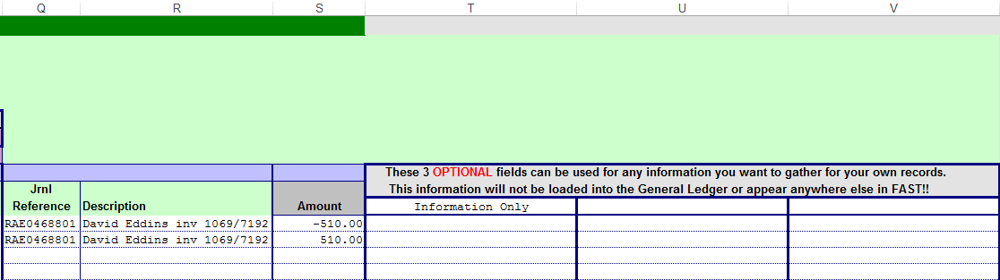 Q R S T U V
These 3 OPTIONAL fields can be used for any information you want to gather for your own records.
This information will not be loaded into the General Ledger or appear anywhere else in FAST!!
Jrnl
Reference Description Amount Information Only
RAE0468801 David Eddins inv 1069/7192 -510.00
RAE0468801 David Eddins inv 1069/7192 510.00